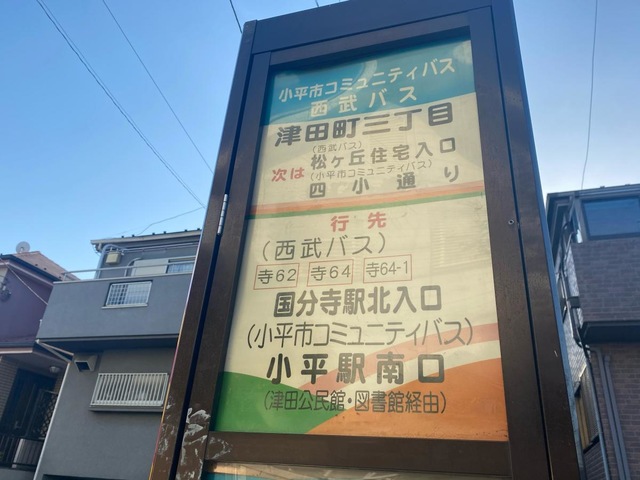 小平市コミュニティバス
西武バス
津田町三丁目
(西武バス)
次は 松ヶ丘住宅入口
(小平市コミュニティバス)
四小通り
行先
(西武バス)
寺62 寺64 寺64-1
国分寺駅北入口
(小平市コミュニティバス)
小平駅南口
(津田公民館・図書館経由)